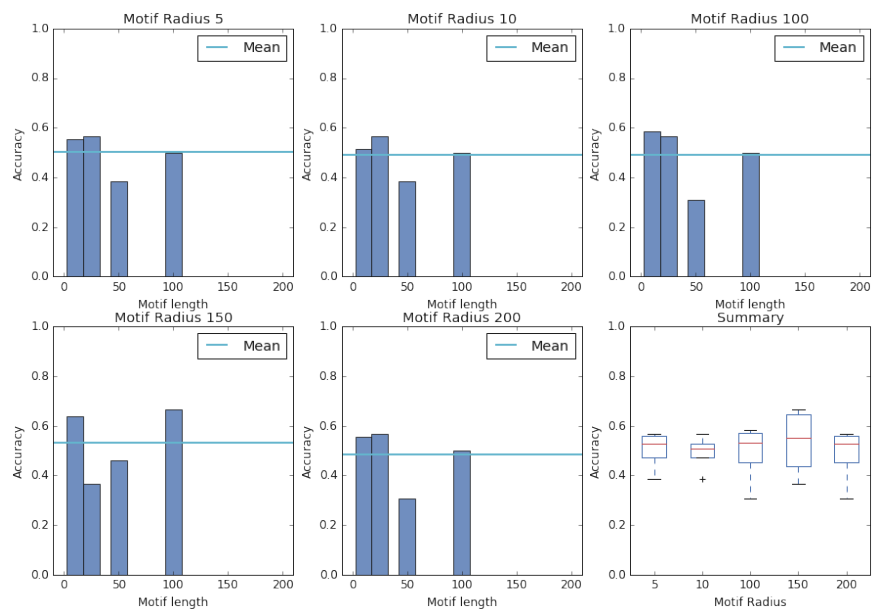 Motif Radius 5
Motif Radius 10
Motif Radius 100
1.0
0.8
0.6
0.4
0.2
0.0
Accuracy
Mean
0 50 100 150 200
Motif length
1.0
0.8
0.6
0.4
0.2
0.0
Accuracy
Mean
0 50 100 150 200
Motif length
1.0
0.8
0.6
0.4
0.2
0.0
Accuracy
Mean
0 50 100 150 200
Motif length
Motif Radius 150
Motif Radius 200
Summary
1.0
0.8
0.6
0.4
0.2
0.0
Accuracy
Mean
0 50 100 150 200
Motif length
1.0
0.8
0.6
0.4
0.2
0.0
Accuracy
Mean
0 50 100 150 200
Motif length
1.0
0.8
0.6
0.4
0.2
0.0
Accuracy
5 10 100 150 200
Motif Radius